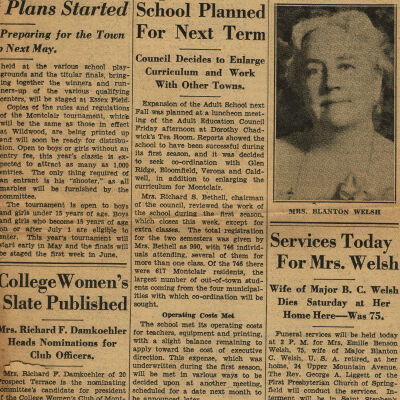 Plans Started
Preparing for the Town
Next May.
held at the various school play-
grounds and the titular finals, bring-
ing together the winners and run-
ners-up of the various qualifying
centers, will be staged at Essex Field.
Copies of the rules and regulations
of the Montclair tournament, which
will be the same as those in effect
at Wildwood, are being printed up
and will soon be ready for distribu-
tion. Open to boys or girls without an
entry fee, this year's classic is ex-
pected to attract as many as 1,000
entries. The only thing required of
an entrant is his "shooter," as all
marbles will be furnished by the
committee.
The tournament is open to boys
and girls under 15 years of age. Boys
and girls who become 15 years of age
on or after July 1 are eligible to
enter. This year's tournament will
start early in May and the finals will
be staged the first week in June.
College Women's
Slate Published
Mrs. Richard F. Damkoehler
Heads Nominations for
Club Officers.
Mrs. Richard F. Damkoehler of 20
Prospect Terrace is the nominating
committee's candidate for president
of the College Women's Club of Mont-
School Planned
For Next Term
Council Decides to Enlarge
Curriculum and Work
With Other Towns.
Expansion of the Adult School next
Fall was planned at a luncheon meet-
ing of the Adult Education Council
Friday afternoon at Dorothy Chad-
wick's Tea Room. Reports showed the
school to have been successful during
its first season, and it was decided
to seek co-ordination with Glen
Ridge, Bloomfield, Verona and Cald-
well, in addition to enlarging the
curriculum for Montclair.
Mrs. Richard S. Bethell, chairman
of the council, reviewed the work of
the school during the first season,
which closes this week, except for
extra classes. The total registration
for the two semesters was given by
Mrs. Bethell as 890, with 746 individ-
uals attending, several of them for
more than one class. Of the 746 there
were 617 Montclair residents, the
largest number of out-of-town stud-
ents coming from the four municipal-
ities with which co-ordination will be
sought.
Operating Costs Met
The school met its operating costs
for teachers, equipment and printing,
with a slight balance remaining to
apply toward the cost of executive
direction. This expense, which was
underwritten during the first season,
will be met in various ways to be
decided upon at another meeting,
scheduled for a date next month to
be announced later.
MRS. BLANTON WELSH
Services Today
For Mrs. Welsh
Wife of Major B. C. Welsh
Dies Saturday at Her
Home Here—Was 75.
Funeral services will be held today
at 2 P. M. for Mrs. Emilie Benson
Welsh, 75, wife of Major Blanton
C. Welsh, U. S. A. retired, at her
home, 24 Upper Mountain Avenue.
The Rev. George A. Liggett of the
First Presbyterian Church of Spring-
field will conduct the services. In-
terment will be in Saint Stephen's